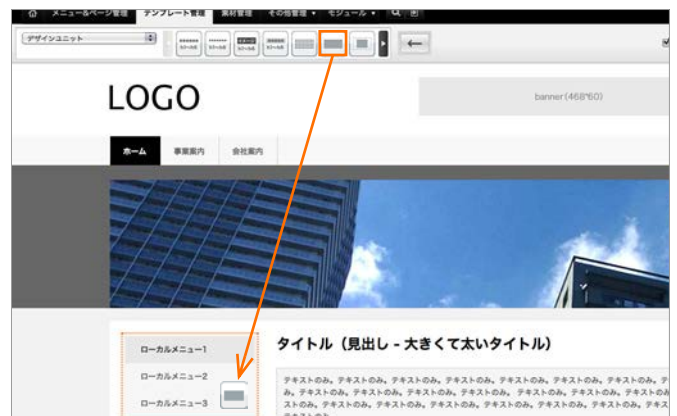 メニュー&ページ管理 テンプレート管理 素材管理 その他管理 モジュール
デザインユニット
LOGO
banner(468*60)
ホーム 事業案内 会社案内
ローカルメニュー1
ローカルメニュー2
ローカルメニュー3
タイトル（見出し - 大きくて太いタイトル）
テキストのみ。テキストのみ。テキストのみ。テキストのみ。テキストのみ。テキストのみ。テキストのみ。テ
み。テキストのみ。テキストのみ。テキストのみ。テキストのみ。テキストのみ。テキストのみ。テキストのみ
ストのみ。テキストのみ。テキストのみ。テキストのみ。テキストのみ。テキストのみ。テキストのみ。テキス